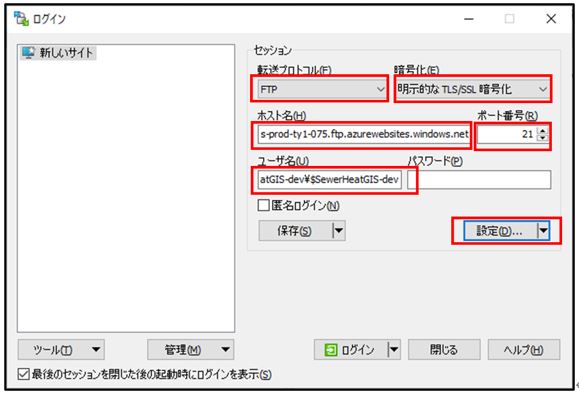 ログイン
新しいサイト
セッション
転送プロトコル(F)
暗号化(E)
FTP
明示的な TLS/SSL 暗号化
ホスト名(H)
ポート番号(R)
s-prod-ty1-075.ftp.azurewebsites.windows.net
21
ユーザ名(U)
パスワード(P)
atGIS-dev¥$SewerHeatGIS-dev
匿名ログイン(N)
保存(S)
設定(D)...
ツール(T)
管理(M)
ログイン
閉じる
ヘルプ(H)
最後のセッションを閉じた後の起動時にログインを表示(S)